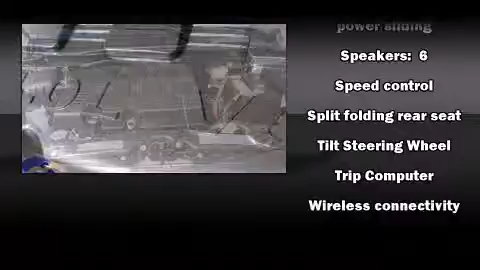 power sliding
Speakers: 6
Speed control
Split folding rear seat
Tilt Steering Wheel
Trip Computer
Wireless connectivity